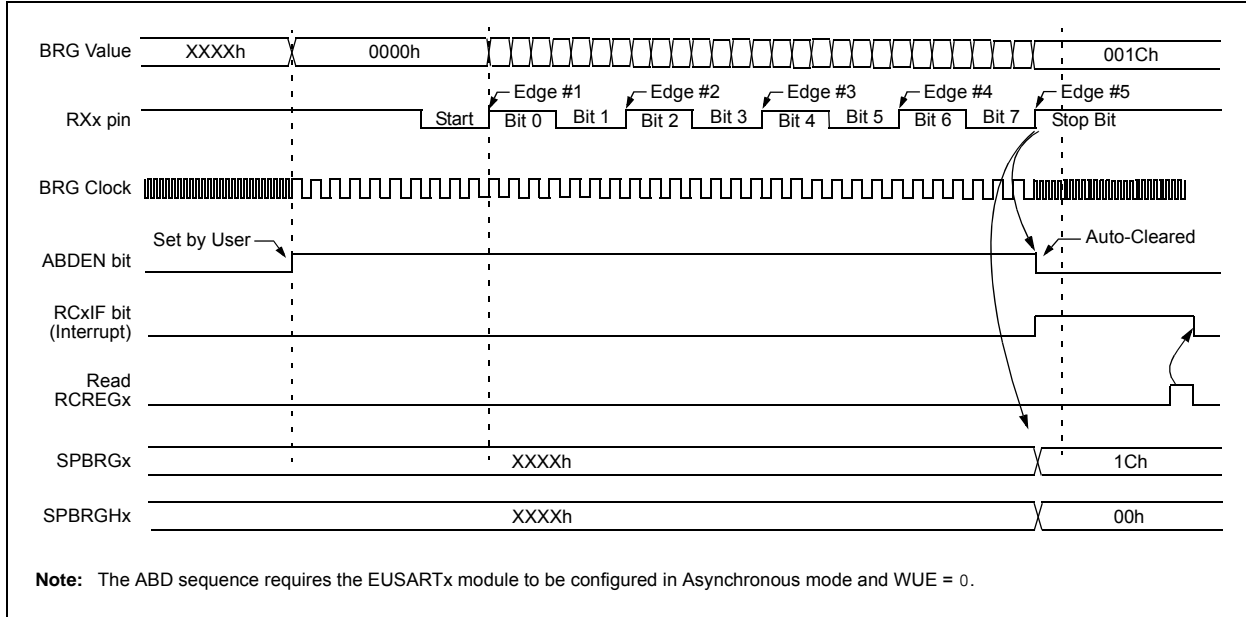 BRG Value XXXXh 0000h 001Ch
Edge #1 Edge #2 Edge #3 Edge #4 Edge #5
RXx pin Start Bit 0 Bit 1 Bit 2 Bit 3 Bit 4 Bit 5 Bit 6 Bit 7 Stop Bit
BRG Clock
Set by User Auto-Cleared
ABDEN bit
RCxIF bit
(Interrupt)
Read
RCREGx
SPBRGx XXXXh 1Ch
SPBRGHx XXXXh 00h
Note: The ABD sequence requires the EUSARTx module to be configured in Asynchronous mode and WUE = 0.